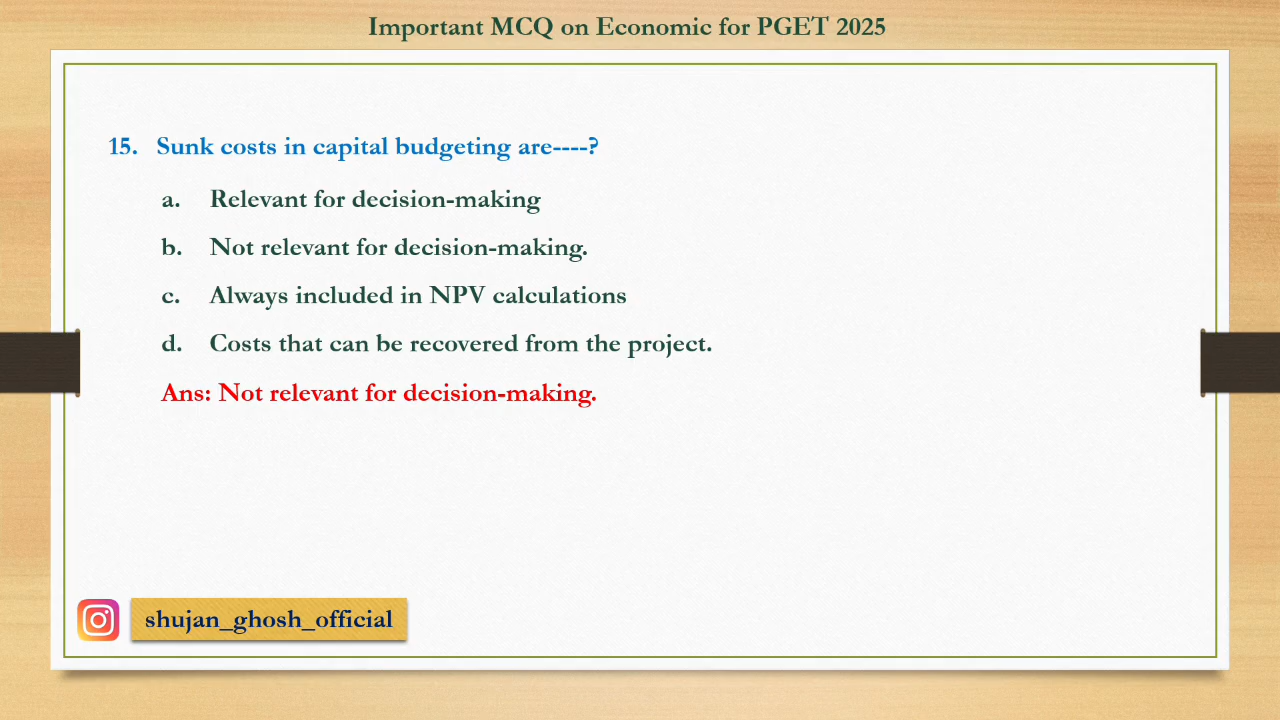 Important MCQ on Economic for PGET 2025
15. Sunk costs in capital budgeting are----?
a. Relevant for decision-making
b. Not relevant for decision-making.
c. Always included in NPV calculations
d. Costs that can be recovered from the project.
Ans: Not relevant for decision-making.
shujan_ghosh_official